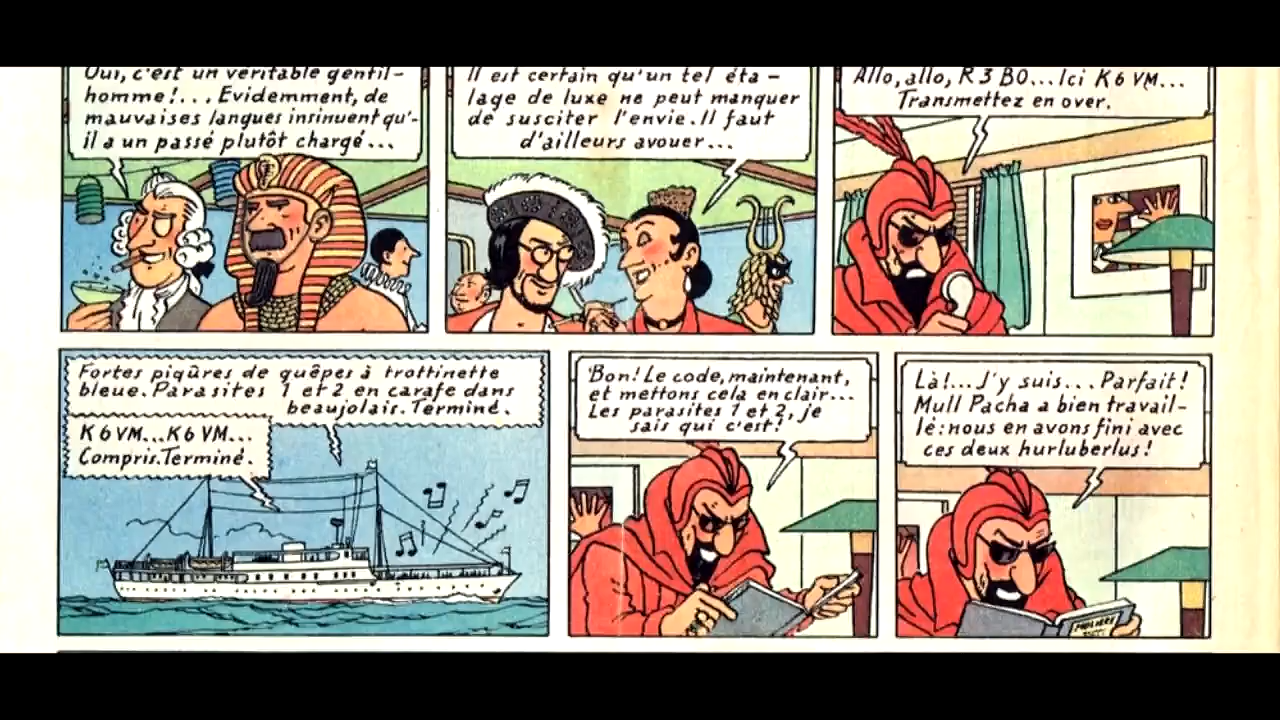 Oui, c'est un véritable gentil-
homme!... Evidemment, de
mauvaises langues insinuent qu'-
il a un passé plutôt chargé...
Il est certain qu'un tel éta-
lage de luxe ne peut manquer
de susciter l'envie. Il faut
d'ailleurs avouer...
Allo, allo, R 3 BO... Ici K6 VM...
Transmettez en over.
Fortes piqûres de quêpes à trottinette
bleue. Parasites 1 et 2 en carafe dans
beaujolais. Terminé.
K 6 VM... K 6 VM...
Compris. Terminé.
Bon! Le code, maintenant,
et mettons cela en clair...
Les parasites 1 et 2, je
sais qui c'est!
Là!... J'y suis... Parfait!
Mull Pacha a bien travail-
lé: nous en avons fini avec
ces deux hurluberlus!